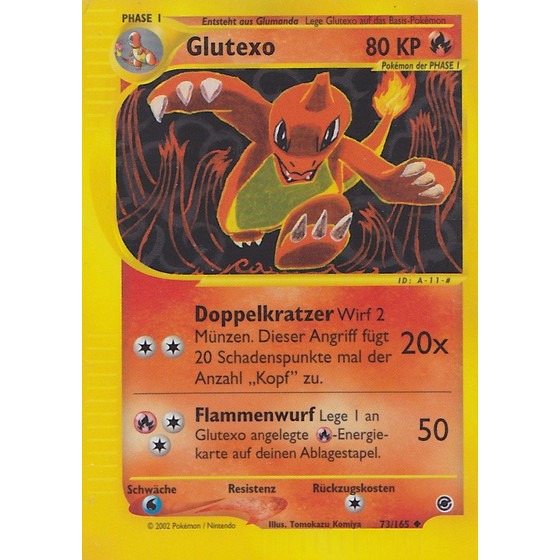 PHASE 1
Entsteht aus Glumanda Lege Glutexo auf das Basis-Pokémon
Glutexo 80 KP
Pokémon der PHASE 1
ID: A-11-#
Doppelkratzer Wirf 2
Münzen. Dieser Angriff fügt
20 Schadenspunkte mal der
Anzahl „Kopf" zu.
20x
Flammenwurf Lege 1 an
Glutexo angelegte -Energie-
karte auf deinen Ablagestapel.
50
Schwäche Resistenz Rückzugskosten
© 2002 Pokémon / Nintendo Illus. Tomokazu Komiya 73/165